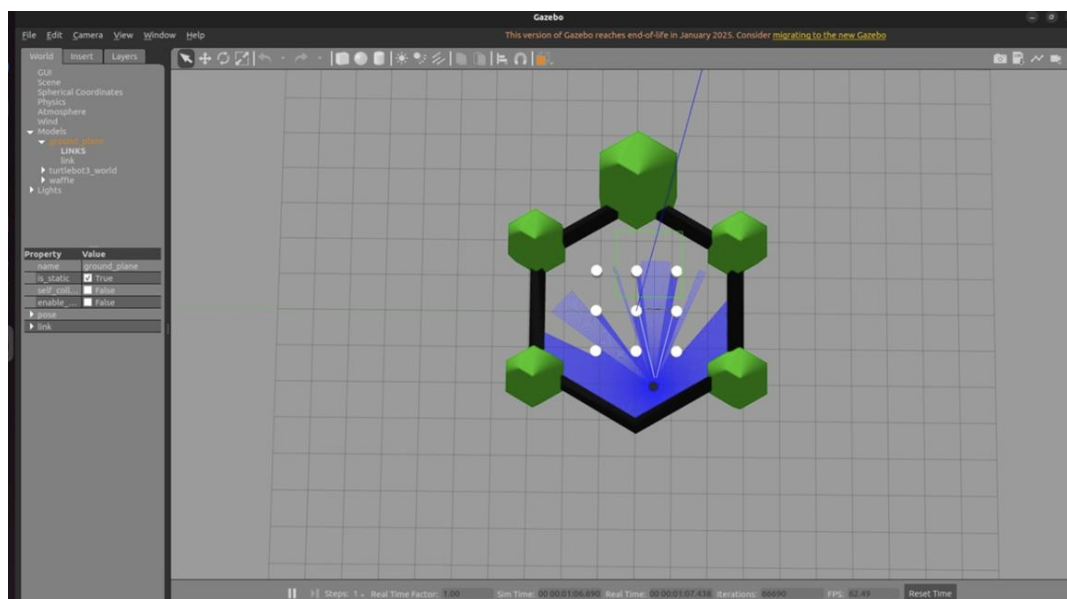 Gazebo
File Edit Camera View Window Help
This version of Gazebo reaches end-of-life in January 2025. Consider migrating to the new Gazebo
World Insert Layers
GUI
Scene
Spherical Coordinates
Physics
Atmosphere
Wind
Models
ground_plane
LINKS
link
turtlebot3_world
waffle
Lights
Property Value
name ground_plane
is_static True
self_coll... False
enable_... False
pose
link
Steps: 1 Real Time Factor: 1.00 Sim Time: 00 00:01:06.690 Real Time: 00 00:01:07.438 Iterations: 66690 FPS: 62.49 Reset Time